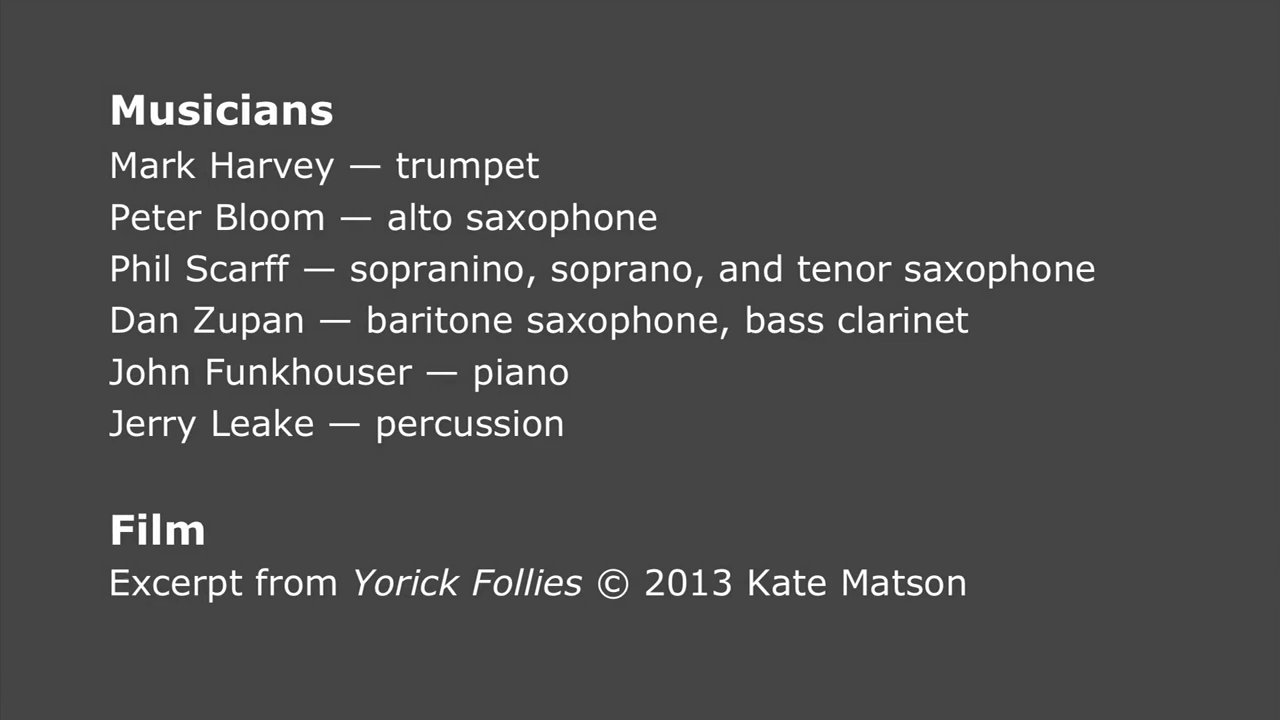 Musicians
Mark Harvey — trumpet
Peter Bloom — alto saxophone
Phil Scarff — sopranino, soprano, and tenor saxophone
Dan Zupan — baritone saxophone, bass clarinet
John Funkhouser — piano
Jerry Leake — percussion
Film
Excerpt from Yorick Follies © 2013 Kate Matson